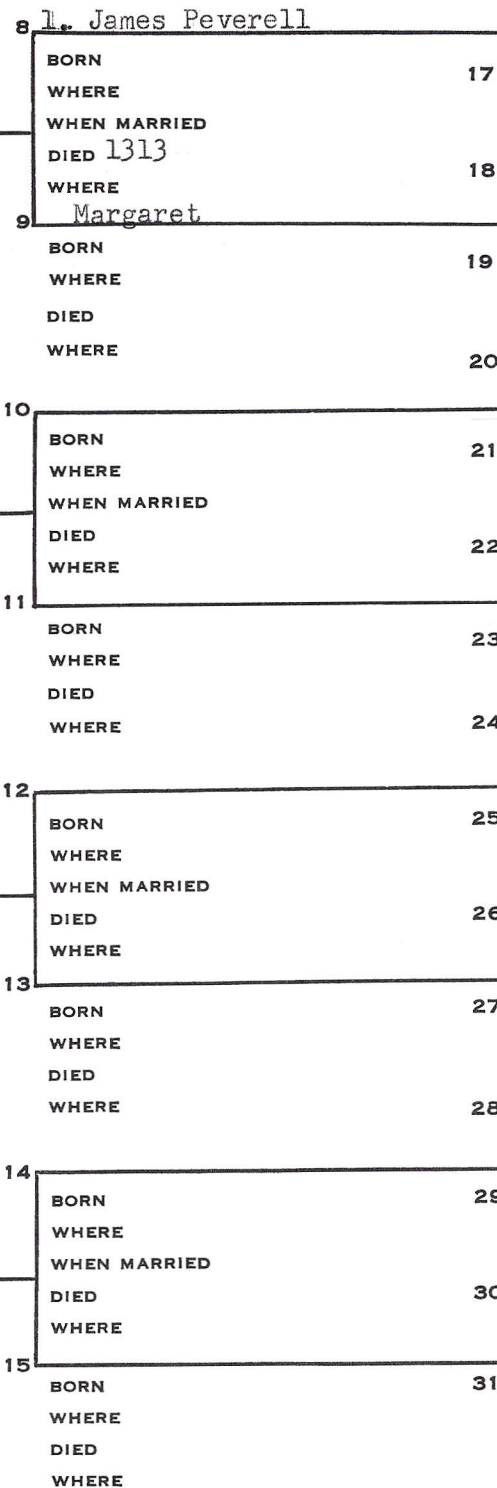 8 1. James Peverell
BORN
17
WHERE
WHEN MARRIED
DIED 1313
18
WHERE
9 Margaret
BORN
19
WHERE
DIED
WHERE
20
10
BORN
21
WHERE
WHEN MARRIED
DIED
22
WHERE
11
BORN
23
WHERE
DIED
WHERE
24
12
BORN
25
WHERE
WHEN MARRIED
DIED
26
WHERE
13
BORN
27
WHERE
DIED
WHERE
28
14
BORN
29
WHERE
WHEN MARRIED
DIED
30
WHERE
15
BORN
31
WHERE
DIED
WHERE